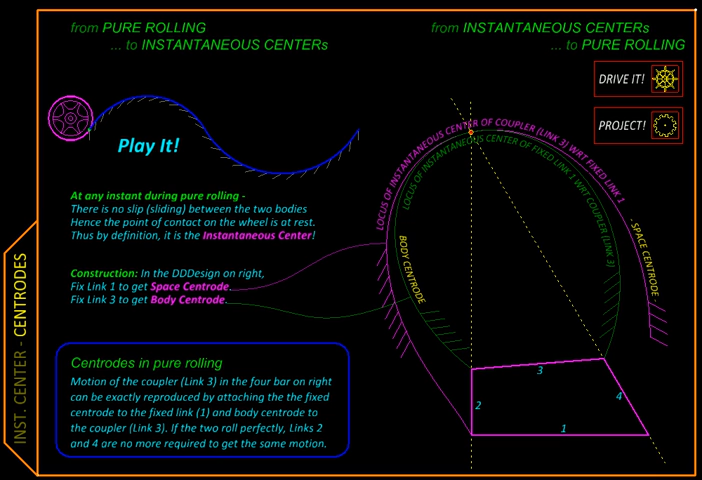 from PURE ROLLING
... to INSTANTANEOUS CENTERs
from INSTANTANEOUS CENTERs
... to PURE ROLLING
DRIVE IT!
PROJECT!
Play It!
LOCUS OF INSTANTANEOUS CENTER OF COUPLER (LINK 3) WRT FIXED LINK 1
LOCUS OF INSTANTANEOUS CENTER OF FIXED LINK 1 WRT COUPLER (LINK 3)
BODY CENTRODE
- SPACE CENTRODE -
At any instant during pure rolling -
There is no slip (sliding) between the two bodies
Hence the point of contact on the wheel is at rest.
Thus by definition, it is the Instantaneous Center!
Construction: In the DDDesign on right,
Fix Link 1 to get Space Centrode.
Fix Link 3 to get Body Centrode.
INST. CENTER - CENTRODES
Centrodes in pure rolling
Motion of the coupler (Link 3) in the four bar on right
can be exactly reproduced by attaching the the fixed
centrode to the fixed link (1) and body centrode to
the coupler (Link 3). If the two roll perfectly, Links 2
and 4 are no more required to get the same motion.
3
4
2
1